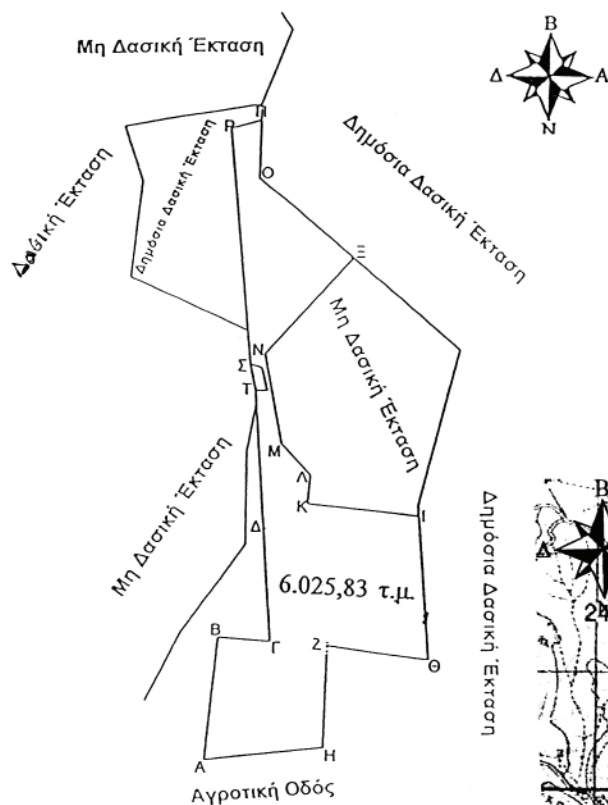 Μη Δασική Έκταση
Β
Δ
Α
Ν
Π
Ρ
Ο
Δημόσια Δασική Έκταση
Δασική Έκταση
Δημόσια Δασική Έκταση
Ξ
Μη Δασική Έκταση
Ν
Σ
Τ
Μ
Λ
Κ
Ι
Μη Δασική Έκταση
Δ
Δημόσια Δασική Έκταση
Β
Δ
24
6.025,83 τ.μ.
Β
Γ
Θ
Α
Η
Αγροτική Οδός